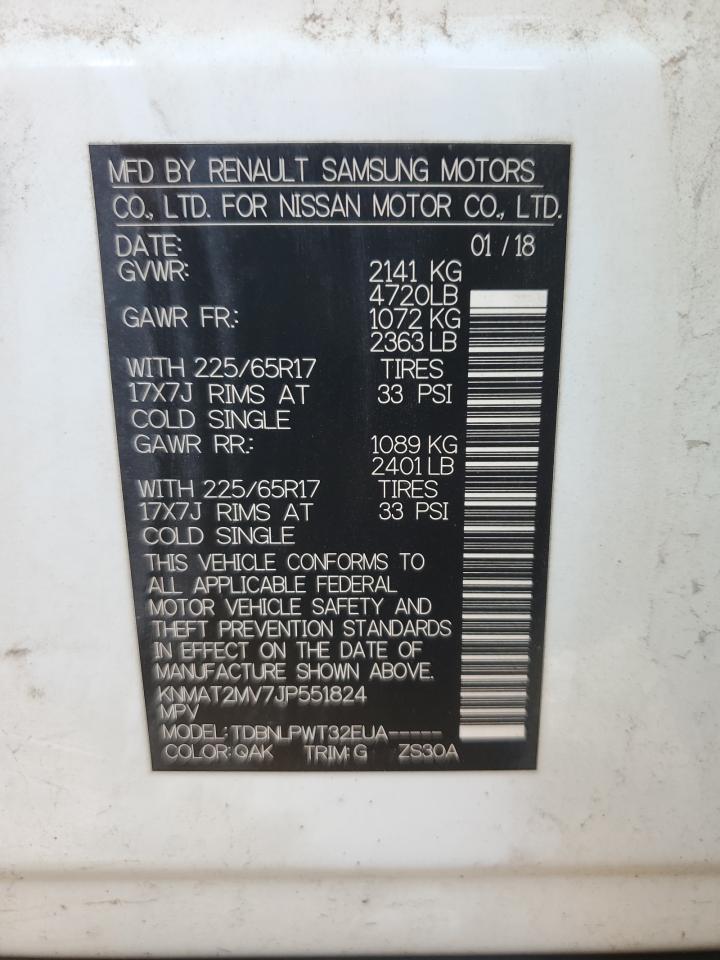 MFD BY RENAULT SAMSUNG MOTORS
CO., LTD. FOR NISSAN MOTOR CO., LTD.
DATE: 01 / 18
GVWR: 2141 KG
4720LB
GAWR FR.: 1072 KG
2363 LB
WITH 225/65R17 TIRES
17X7J RIMS AT 33 PSI
COLD SINGLE
GAWR RR.: 1089 KG
2401 LB
WITH 225/65R17 TIRES
17X7J RIMS AT 33 PSI
COLD SINGLE
THIS VEHICLE CONFORMS TO
ALL APPLICABLE FEDERAL
MOTOR VEHICLE SAFETY AND
THEFT PREVENTION STANDARDS
IN EFFECT ON THE DATE OF
MANUFACTURE SHOWN ABOVE.
KNMAT2MV7JP551824
MPV
MODEL: TDBNLPWT32EUA-----
COLOR: QAK TRIM: G ZS30A